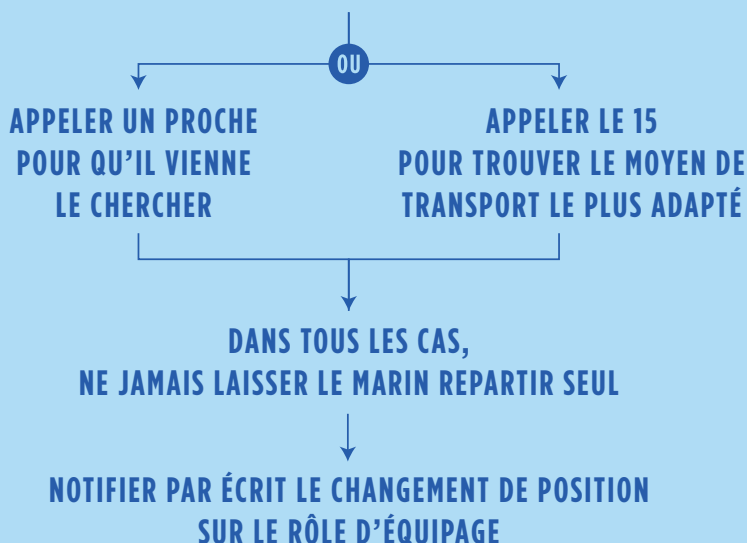 OU
APPELER UN PROCHE
POUR QU’IL VIENNE
LE CHERCHER
APPELER LE 15
POUR TROUVER LE MOYEN DE
TRANSPORT LE PLUS ADAPTÉ
DANS TOUS LES CAS,
NE JAMAIS LAISSER LE MARIN REPARTIR SEUL
NOTIFIER PAR ÉCRIT LE CHANGEMENT DE POSITION
SUR LE RÔLE D’ÉQUIPAGE